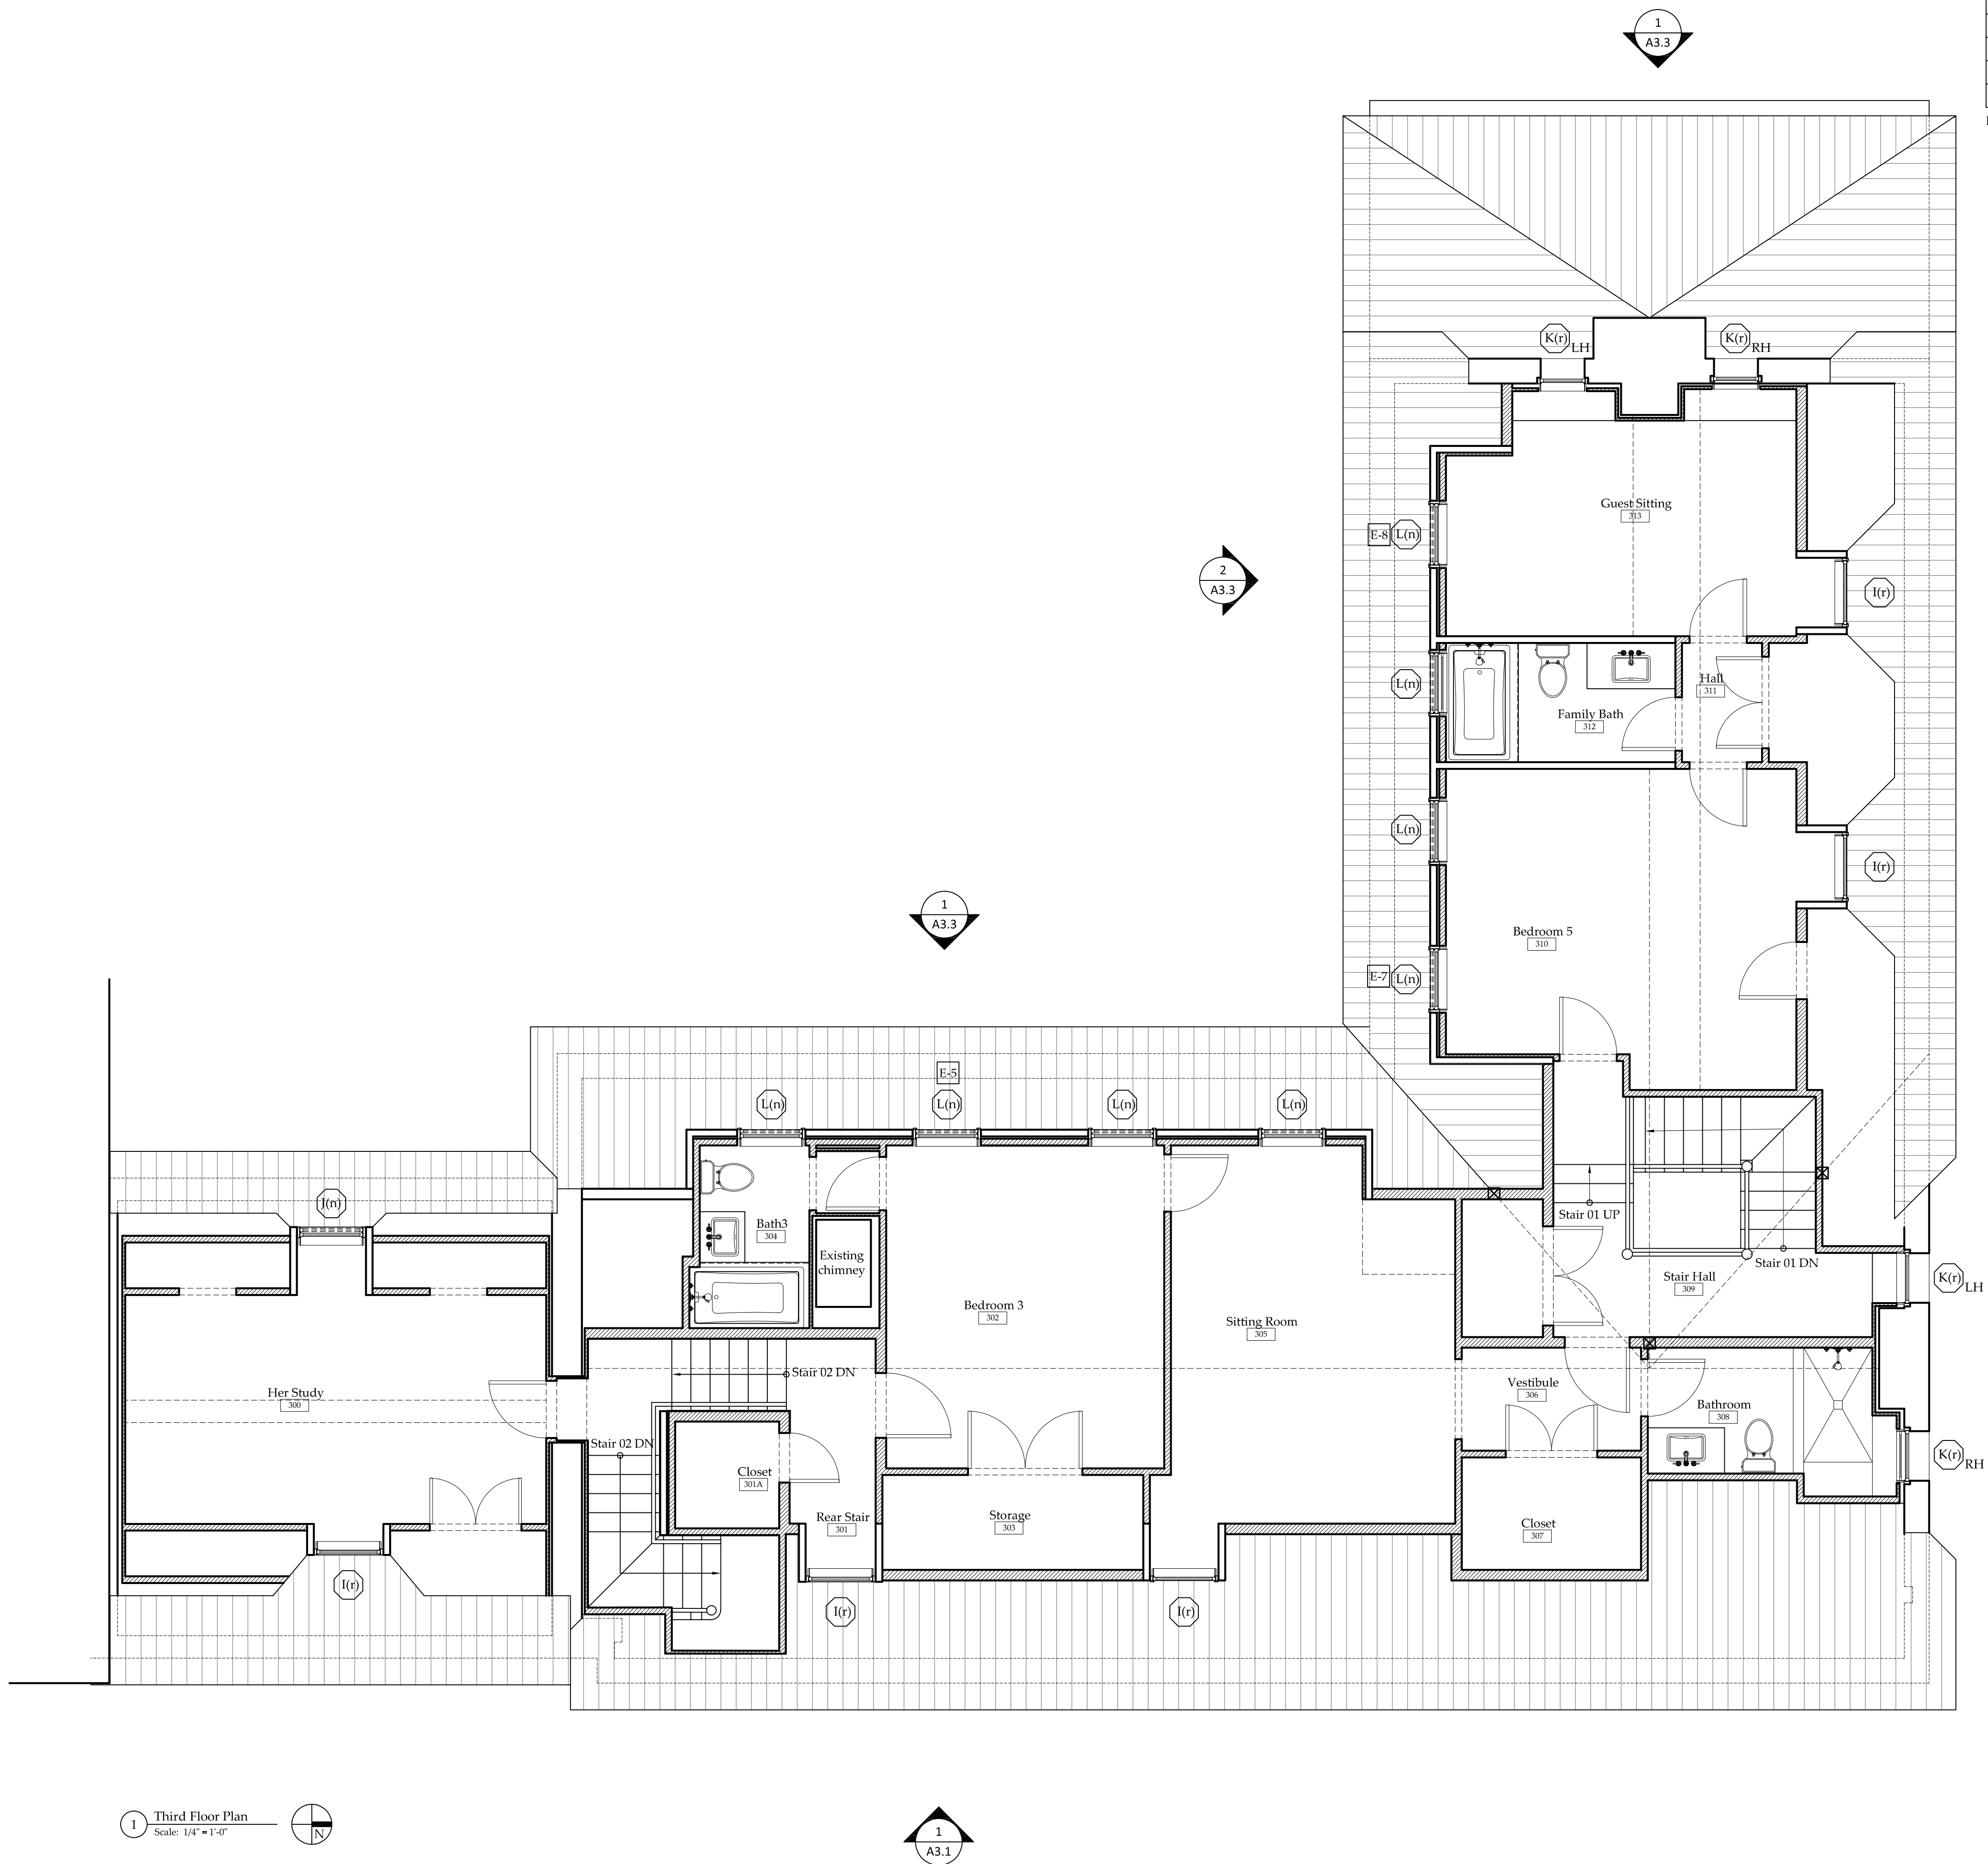 1
A3.3
K(r)
LH
K(r)
RH
Guest Sitting
313
E-8
L(n)
2
A3.3
I(r)
L(n)
Hall
311
Family Bath
312
L(n)
I(r)
1
A3.3
Bedroom 5
310
E-7
L(n)
E-5
L(n)
L(n)
L(n)
L(n)
J(n)
Stair 01 UP
Bath3
304
Existing
chimney
Stair 01 DN
Stair Hall
309
K(r)
LH
Bedroom 3
302
Sitting Room
305
Stair 02 DN
Her Study
300
Vestibule
306
Bathroom
308
Stair 02 DN
K(r)
RH
Closet
301A
Rear Stair
301
Storage
303
Closet
307
I(r)
I(r)
I(r)
1
Third Floor Plan
Scale: 1/4" = 1'-0"
N
1
A3.1